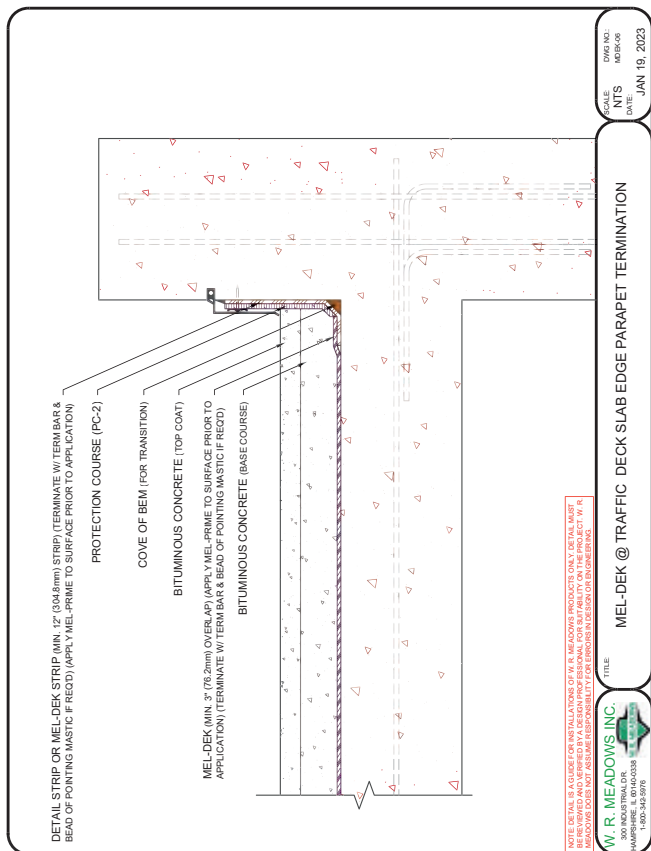 DETAIL STRIP OR MEL-DEK STRIP (MIN. 12" (304.8mm) STRIP) (TERMINATE W/ TERM BAR &
BEAD OF POINTING MASTIC IF REQ'D) (APPLY MEL-PRIME TO SURFACE PRIOR TO APPLICATION)
PROTECTION COURSE (PC-2)
COVE OF BEM (FOR TRANSITION)
BITUMINOUS CONCRETE (TOP COAT)
MEL-DEK (MIN. 3" (76.2mm) OVERLAP) (APPLY MEL-PRIME TO SURFACE PRIOR TO
APPLICATION) (TERMINATE W/ TERM BAR & BEAD OF POINTING MASTIC IF REQ'D)
BITUMINOUS CONCRETE (BASE COURSE)
NOTE: DETAIL IS A GUIDE FOR INSTALLATIONS OF W. R. MEADOWS PRODUCTS ONLY. DETAIL MUST
BE REVIEWED AND VERIFIED BY A DESIGN PROFESSIONAL FOR SUITABILITY ON THE PROJECT. W. R.
MEADOWS DOES NOT ASSUME RESPONSIBILITY FOR ERRORS IN DESIGN OR ENGINEERING.
W. R. MEADOWS INC.
300 INDUSTRIAL DR.
HAMPSHIRE, IL 60140-0338
1-800-342-5976
W. R. MEADOWS
TITLE:
MEL-DEK @ TRAFFIC DECK SLAB EDGE PARAPET TERMINATION
SCALE:
NTS
DATE:
JAN 19, 2023
DWG NO.:
MDEK-06